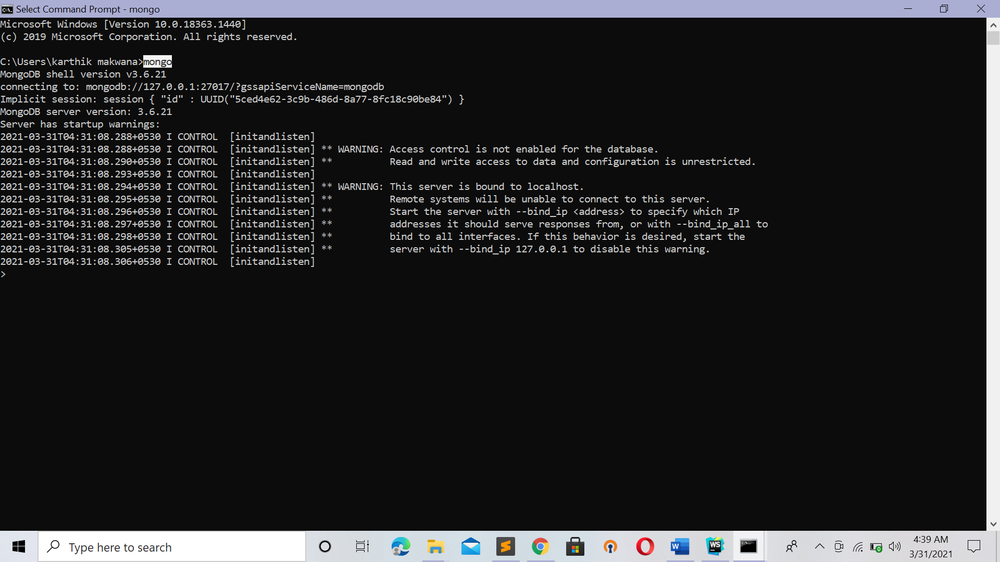 Select Command Prompt - mongo
Microsoft Windows [Version 10.0.18363.1440]
(c) 2019 Microsoft Corporation. All rights reserved.
C:\Users\karthik makwana>mongo
MongoDB shell version v3.6.21
connecting to: mongodb://127.0.0.1:27017/?gssapiServiceName=mongodb
Implicit session: session { "id" : UUID("5ced4e62-3c9b-486d-8a77-8fc18c90be84") }
MongoDB server version: 3.6.21
Server has startup warnings:
2021-03-31T04:31:08.288+0530 I CONTROL  [initandlisten]
2021-03-31T04:31:08.288+0530 I CONTROL  [initandlisten] ** WARNING: Access control is not enabled for the database.
2021-03-31T04:31:08.290+0530 I CONTROL  [initandlisten] **          Read and write access to data and configuration is unrestricted.
2021-03-31T04:31:08.293+0530 I CONTROL  [initandlisten]
2021-03-31T04:31:08.294+0530 I CONTROL  [initandlisten] ** WARNING: This server is bound to localhost.
2021-03-31T04:31:08.295+0530 I CONTROL  [initandlisten] **          Remote systems will be unable to connect to this server.
2021-03-31T04:31:08.296+0530 I CONTROL  [initandlisten] **          Start the server with --bind_ip <address> to specify which IP
2021-03-31T04:31:08.297+0530 I CONTROL  [initandlisten] **          addresses it should serve responses from, or with --bind_ip_all to
2021-03-31T04:31:08.298+0530 I CONTROL  [initandlisten] **          bind to all interfaces. If this behavior is desired, start the
2021-03-31T04:31:08.305+0530 I CONTROL  [initandlisten] **          server with --bind_ip 127.0.0.1 to disable this warning.
2021-03-31T04:31:08.306+0530 I CONTROL  [initandlisten]
>
Type here to search
W
WS
4:39 AM
3/31/2021